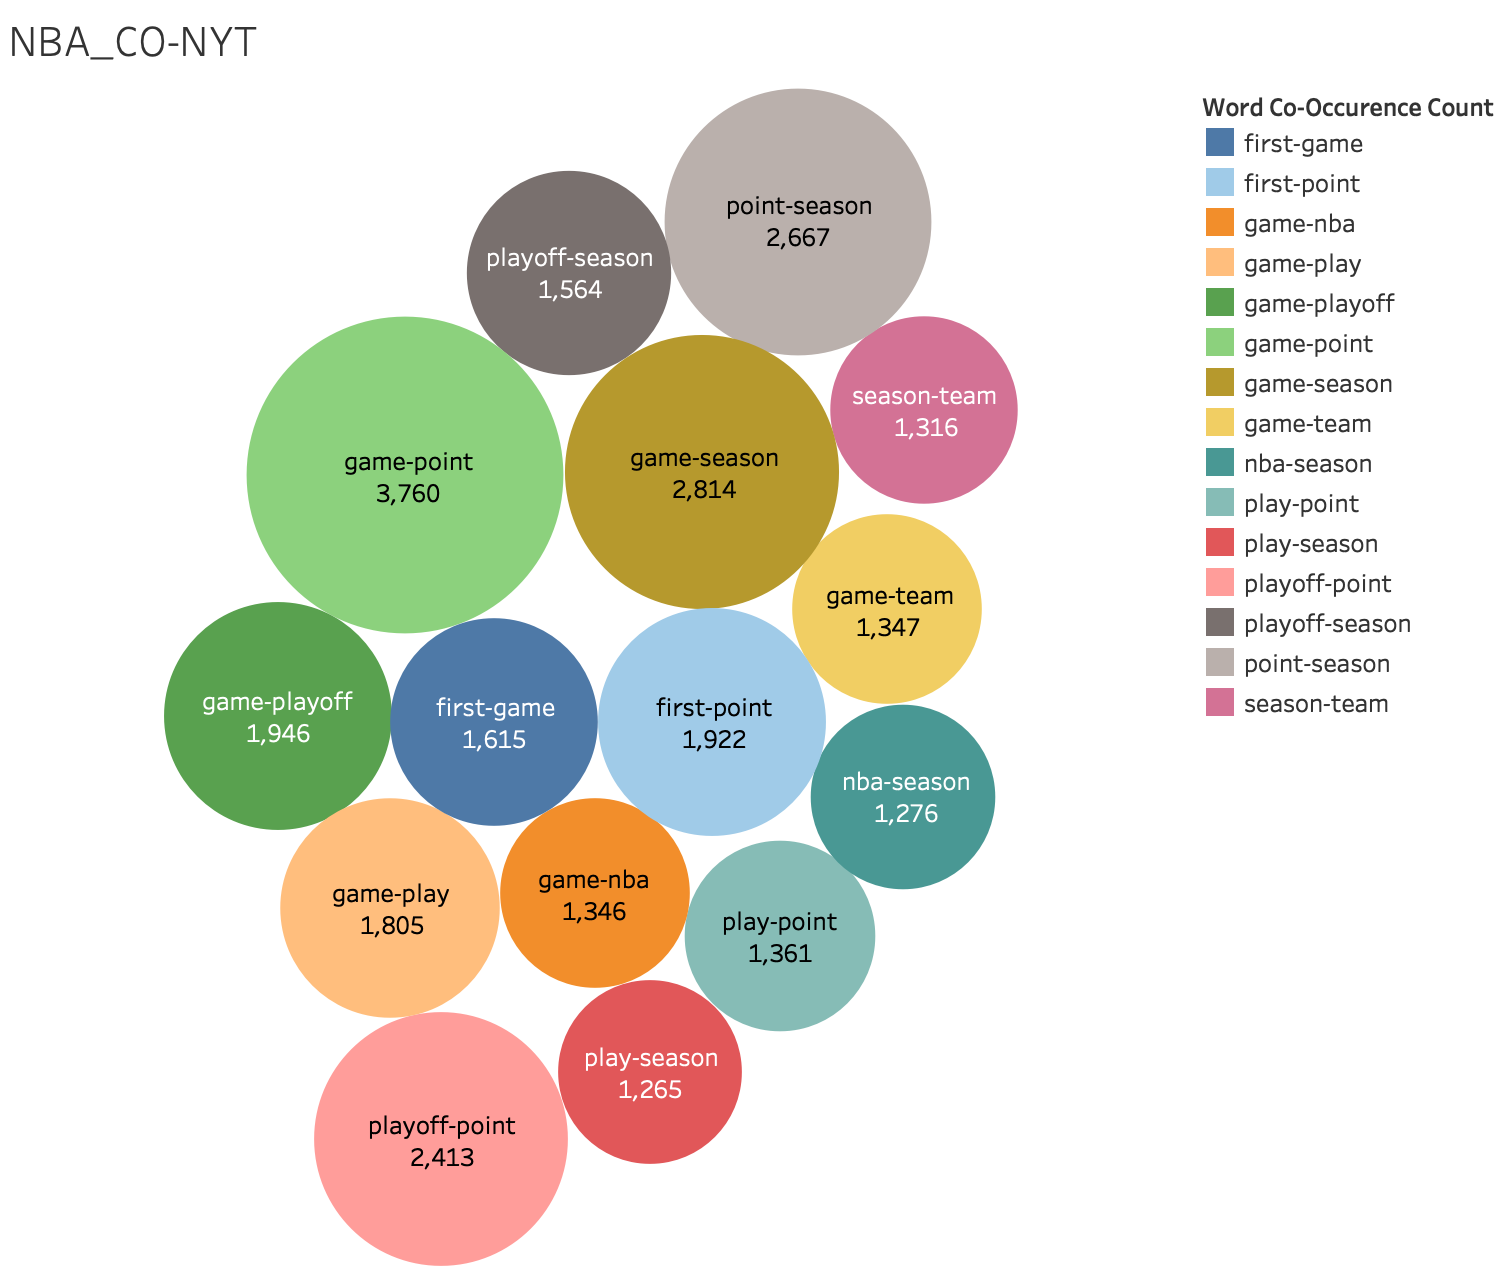 NBA_CO-NYT
point-season
2,667
playoff-season
1,564
season-team
1,316
game-point
3,760
game-season
2,814
game-team
1,347
game-playoff
1,946
first-game
1,615
first-point
1,922
nba-season
1,276
game-play
1,805
game-nba
1,346
play-point
1,361
play-season
1,265
playoff-point
2,413
Word Co-Occurence Count
first-game
first-point
game-nba
game-play
game-playoff
game-point
game-season
game-team
nba-season
play-point
play-season
playoff-point
playoff-season
point-season
season-team